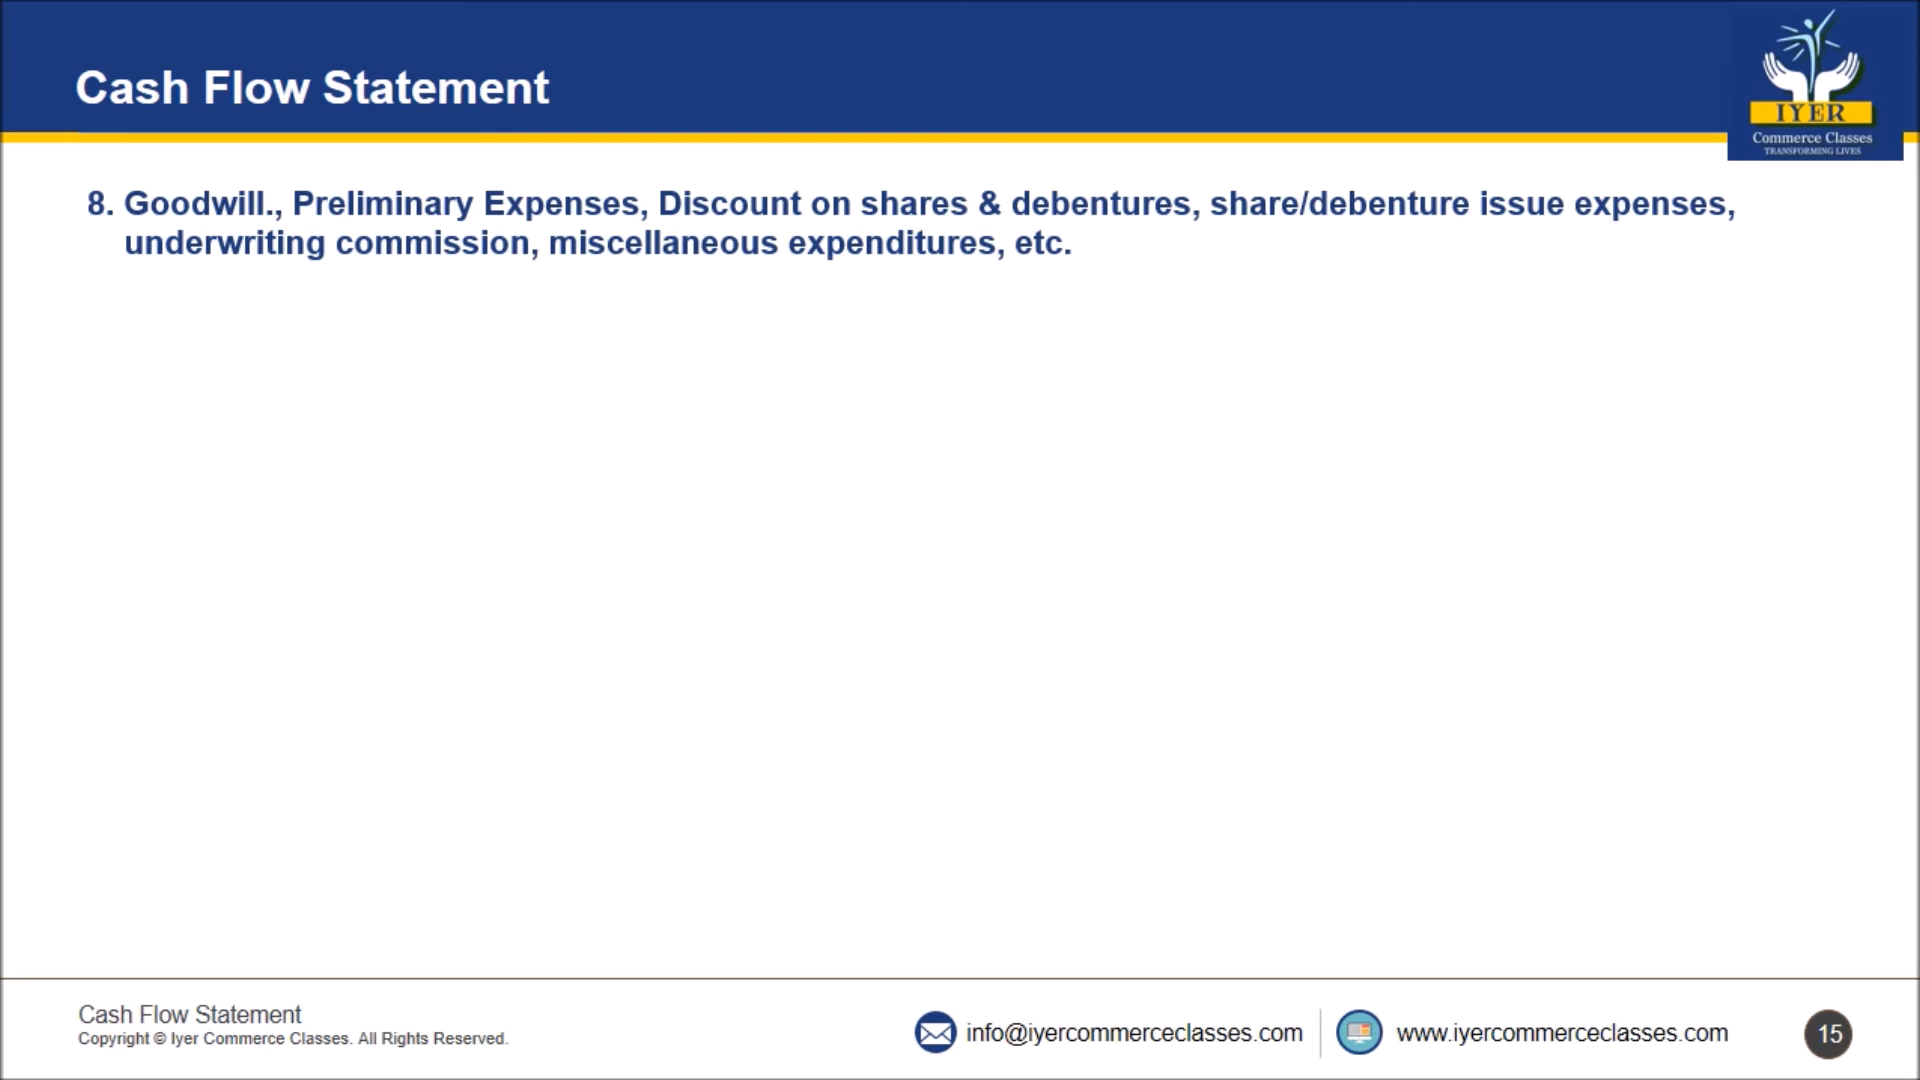 Cash Flow Statement
IYER
Commerce Classes
TRANSFORMING LIVES
8. Goodwill., Preliminary Expenses, Discount on shares & debentures, share/debenture issue expenses,
underwriting commission, miscellaneous expenditures, etc.
Cash Flow Statement
Copyright © Iyer Commerce Classes. All Rights Reserved.
info@iyercommerceclasses.com
www.iyercommerceclasses.com
15